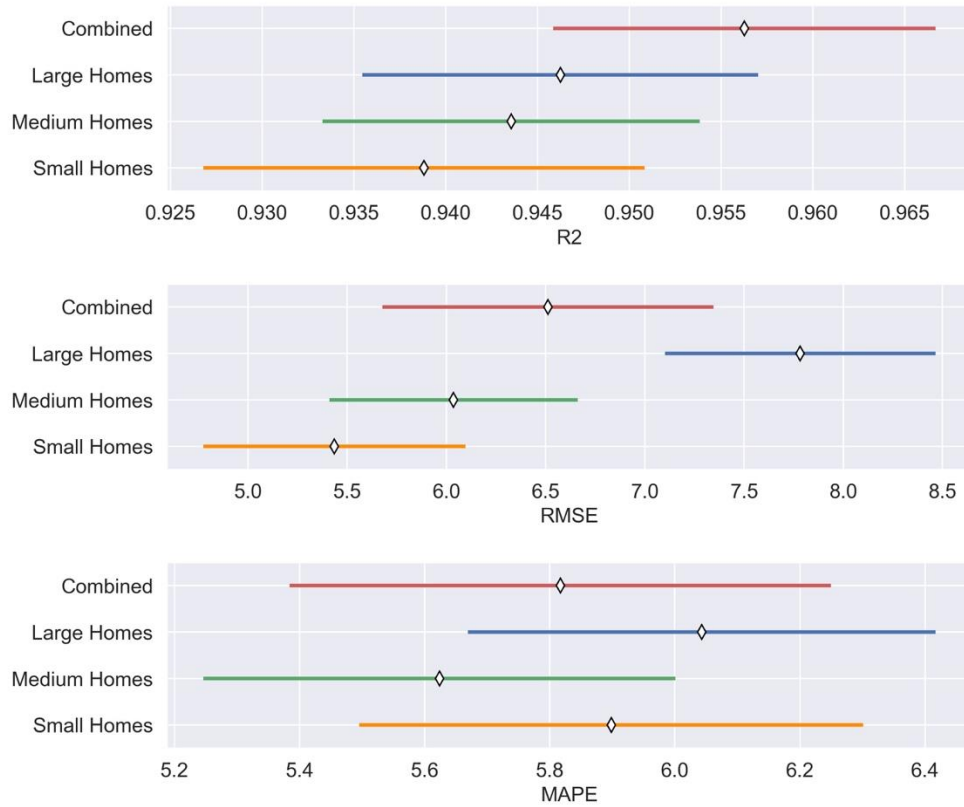 Combined
Large Homes
Medium Homes
Small Homes
0.925 0.930 0.935 0.940 0.945 0.950 0.955 0.960 0.965
R2
Combined
Large Homes
Medium Homes
Small Homes
5.0 5.5 6.0 6.5 7.0 7.5 8.0 8.5
RMSE
Combined
Large Homes
Medium Homes
Small Homes
5.2 5.4 5.6 5.8 6.0 6.2 6.4
MAPE